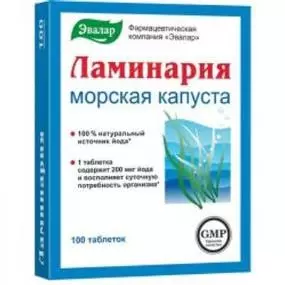 Эвалар
Фармацевтическая
компания «Эвалар»
Ламинария
морская капуста
• 100% натуральный
источник йода*
• 1 таблетка
содержит 200 мкг йода
и восполняет суточную
потребность организма*
100 таблеток
GMP
100